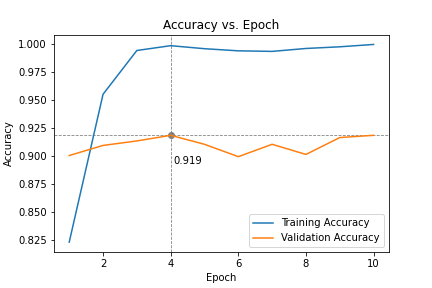 Accuracy vs. Epoch
Accuracy
1.000
0.975
0.950
0.925
0.900
0.875
0.850
0.825
0.919
Training Accuracy
Validation Accuracy
2
4
6
8
10
Epoch